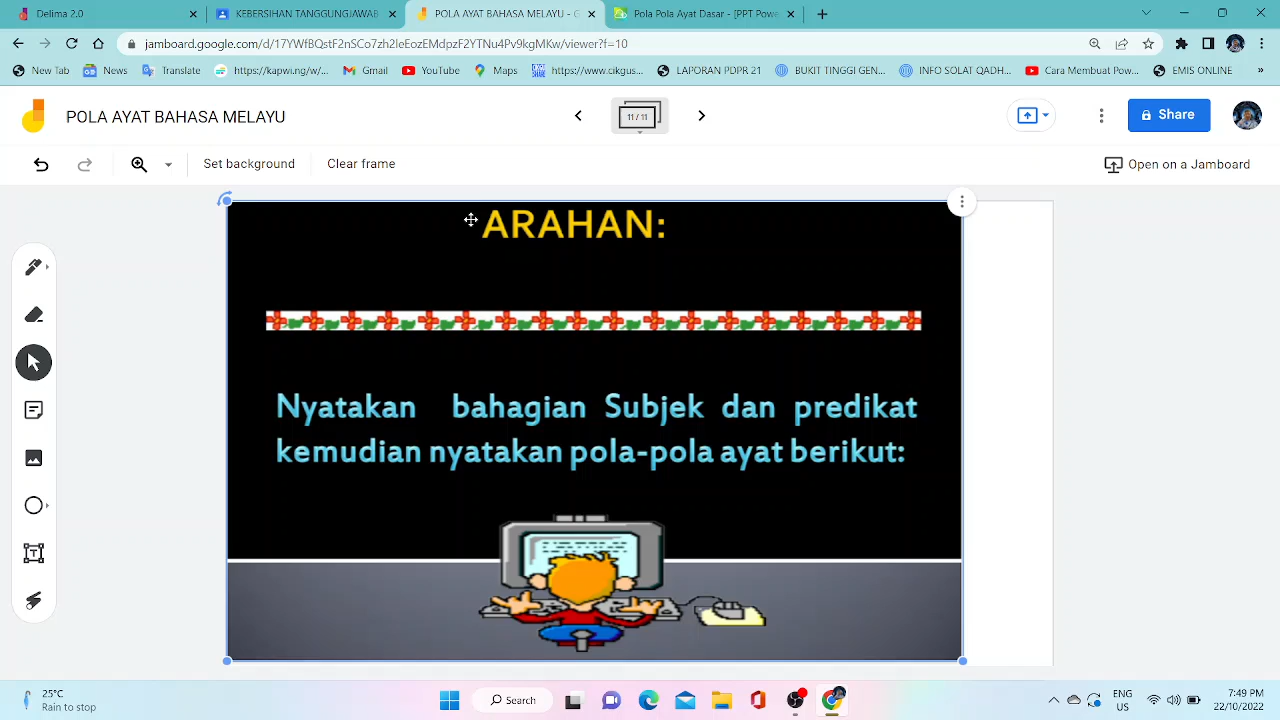 Delima 2.0
KEBERSIHAN TANGGUNGJAWAB
POLA AYAT BAHASA MELAYU - G
Pola Pola Ayat Dasar - [PPT Powe
jamboard.google.com/d/17YWfBQstF2nSCo7zh2IeEozEMdpzF2YTNu4Pv9kgMKw/viewer?f=10
New Tab
News
Translate
https://kapwing/w/...
Gmail
YouTube
Maps
https://www.cikgus...
LAPORAN PDPR 21
BUKIT TINGGI GEN...
INFO SOLAT QADH...
Cara Membuat Pow...
EMIS ONLINE
»
POLA AYAT BAHASA MELAYU
11 / 11
Share
Set background
Clear frame
Open on a Jamboard
ARAHAN:
Nyatakan bahagian Subjek dan predikat
kemudian nyatakan pola-pola ayat berikut:
23°C
Rain to stop
Search
ENG
US
7:49 PM
22/10/2022